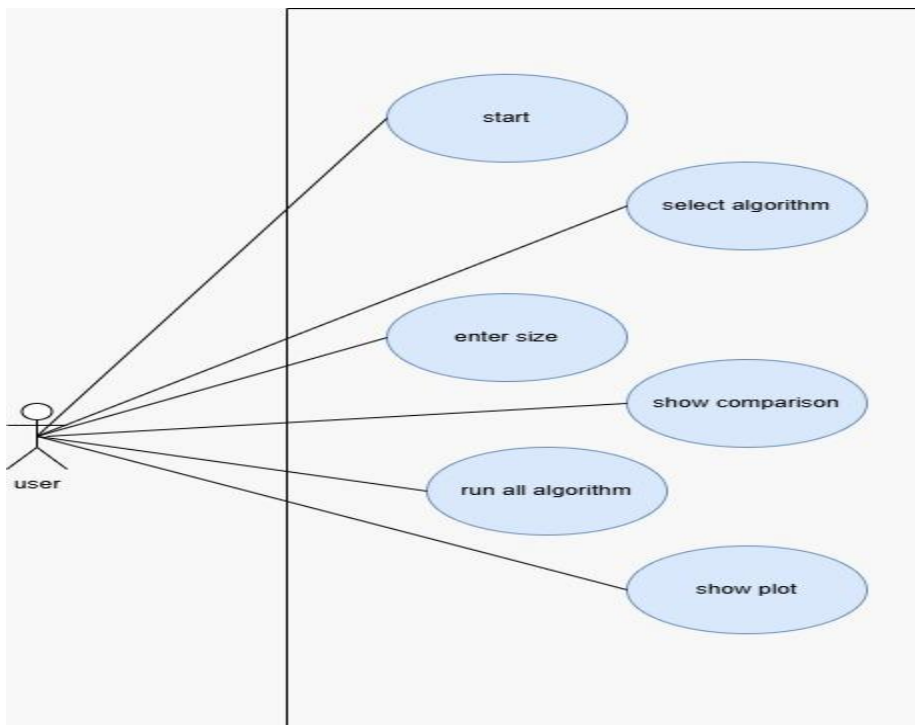 start
select algorithm
enter size
show comparison
user
run all algorithm
show plot